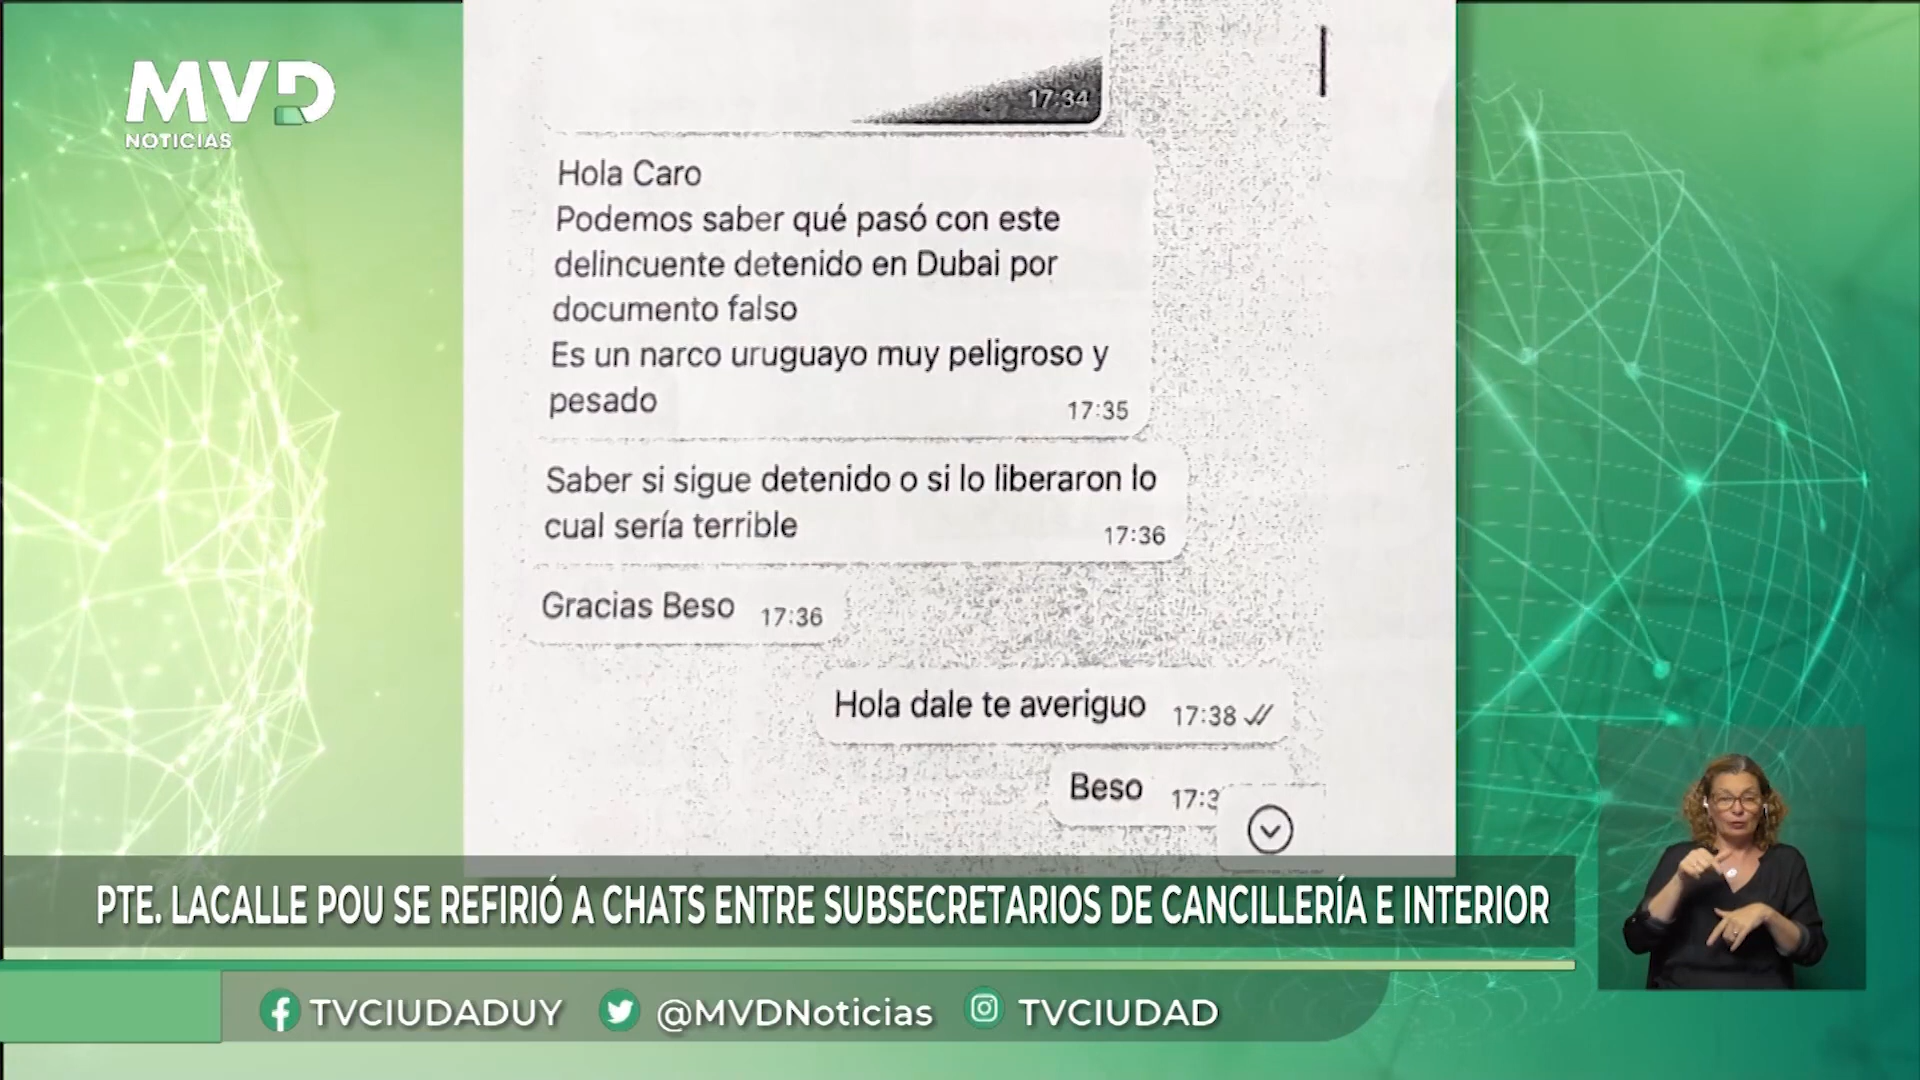 MVD
NOTICIAS
17:34
Hola Caro
Podemos saber qué pasó con este
delincuente detenido en Dubai por
documento falso
Es un narco uruguayo muy peligroso y
pesado 17:35
Saber si sigue detenido o si lo liberaron lo
cual sería terrible 17:36
Gracias Beso 17:36
Hola dale te averiguo 17:38
Beso 17:3
PTE. LACALLE POU SE REFIRIÓ A CHATS ENTRE SUBSECRETARIOS DE CANCILLERÍA E INTERIOR
TVCIUDADUY @MVDNoticias TVCIUDAD